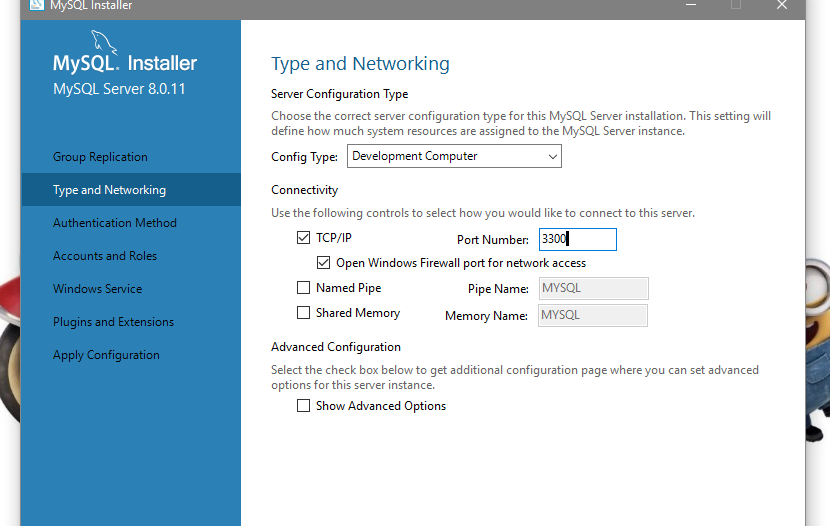 MySQL Installer
MySQL® Installer
MySQL Server 8.0.11
Group Replication
Type and Networking
Authentication Method
Accounts and Roles
Windows Service
Plugins and Extensions
Apply Configuration
Type and Networking
Server Configuration Type
Choose the correct server configuration type for this MySQL Server installation. This setting will
define how much system resources are assigned to the MySQL Server instance.
Config Type: Development Computer
Connectivity
Use the following controls to select how you would like to connect to this server.
TCP/IP Port Number: 3300
Open Windows Firewall port for network access
Named Pipe Pipe Name: MYSQL
Shared Memory Memory Name: MYSQL
Advanced Configuration
Select the check box below to get additional configuration page where you can set advanced
options for this server instance.
Show Advanced Options